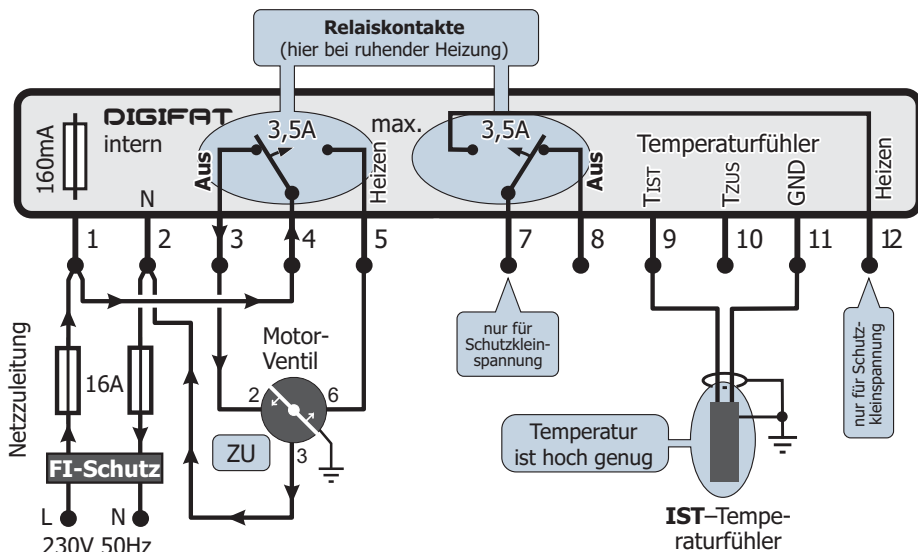 Relaiskontakte
(hier bei ruhender Heizung)
DIGIFAT
intern
160mA
N
3,5A
max.
3,5A
Aus
Heizen
Aus
Temperaturfühler
TIST
TZUS
GND
Heizen
1
2
3
4
5
7
8
9
10
11
12
Netzzuleitung
16A
Motor-
Ventil
2
6
3
ZU
FI-Schutz
L
N
230V 50Hz
nur für
Schutzklein-
spannung
nur für Schutz-
kleinspannung
Temperatur
ist hoch genug
IST–Tempe-
raturfühler